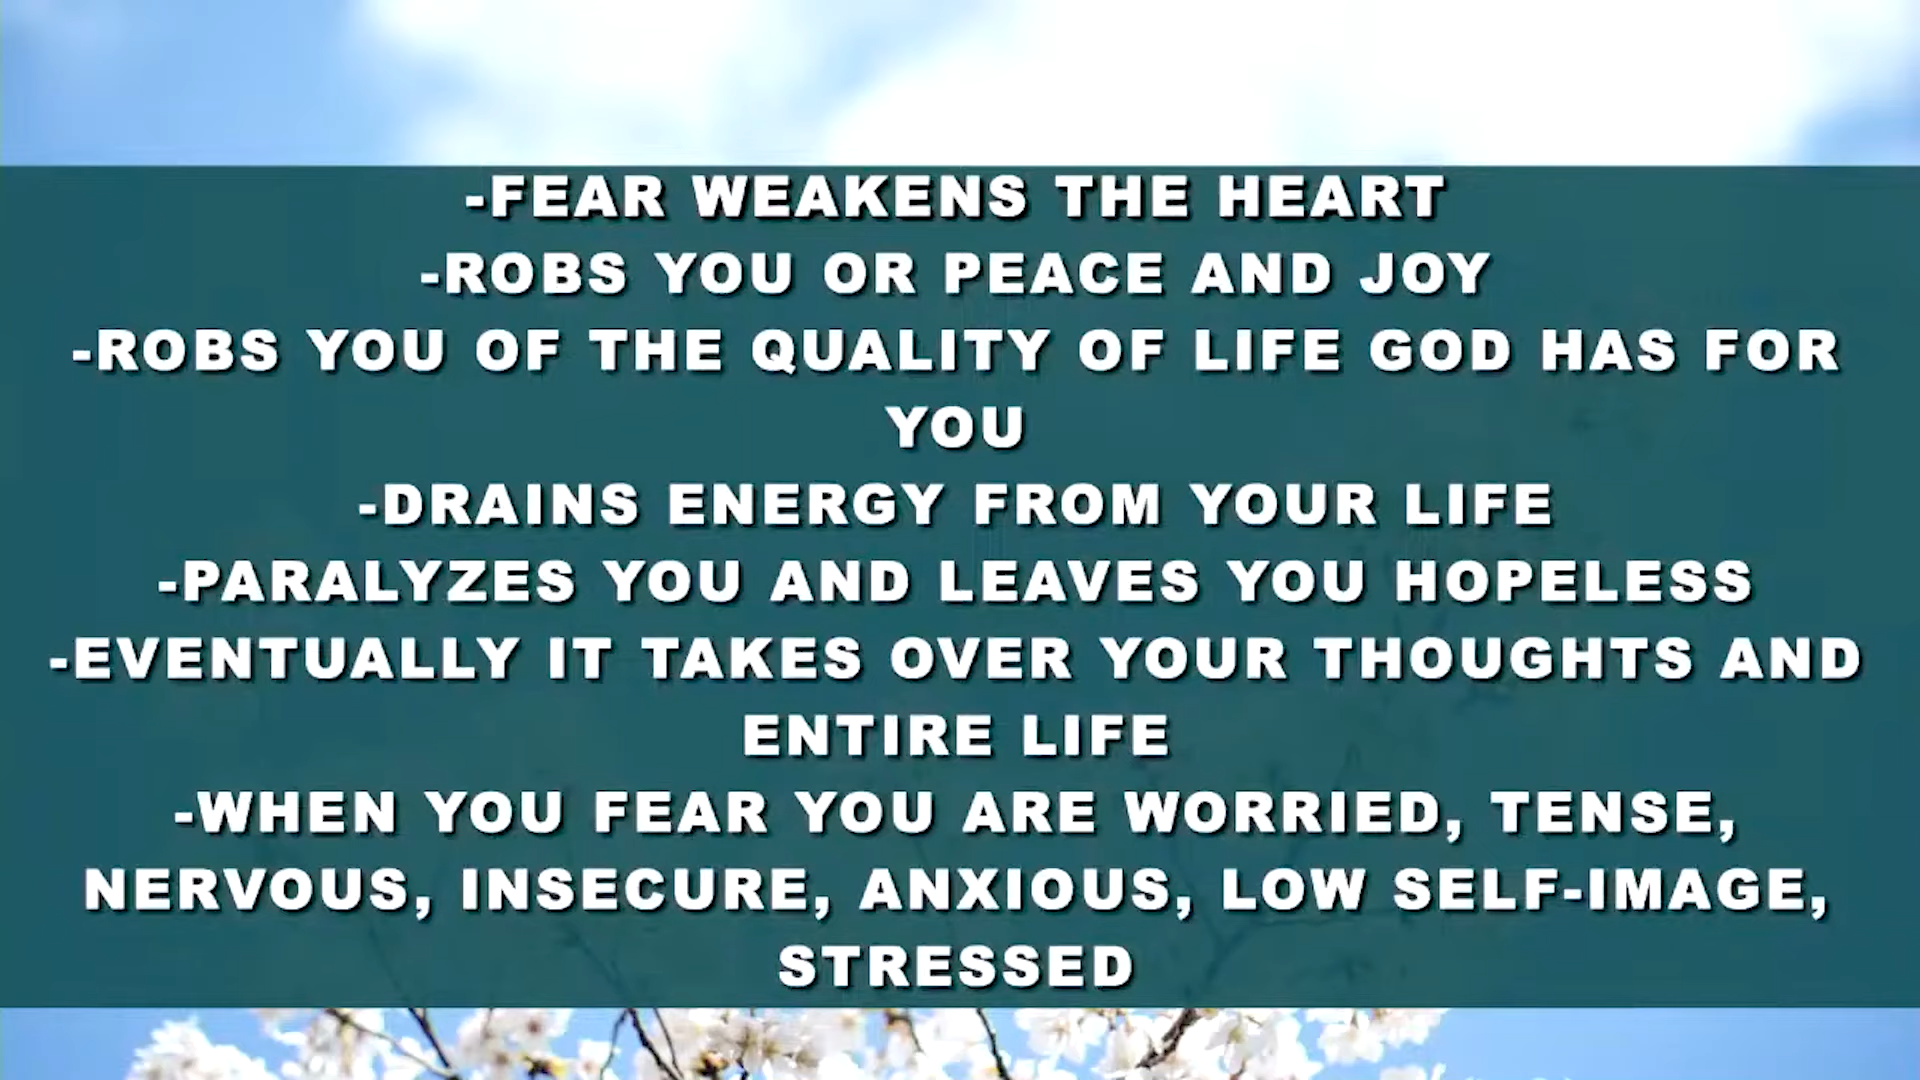 -FEAR WEAKENS THE HEART
-ROBS YOU OR PEACE AND JOY
-ROBS YOU OF THE QUALITY OF LIFE GOD HAS FOR
YOU
-DRAINS ENERGY FROM YOUR LIFE
-PARALYZES YOU AND LEAVES YOU HOPELESS
-EVENTUALLY IT TAKES OVER YOUR THOUGHTS AND
ENTIRE LIFE
-WHEN YOU FEAR YOU ARE WORRIED, TENSE,
NERVOUS, INSECURE, ANXIOUS, LOW SELF-IMAGE,
STRESSED